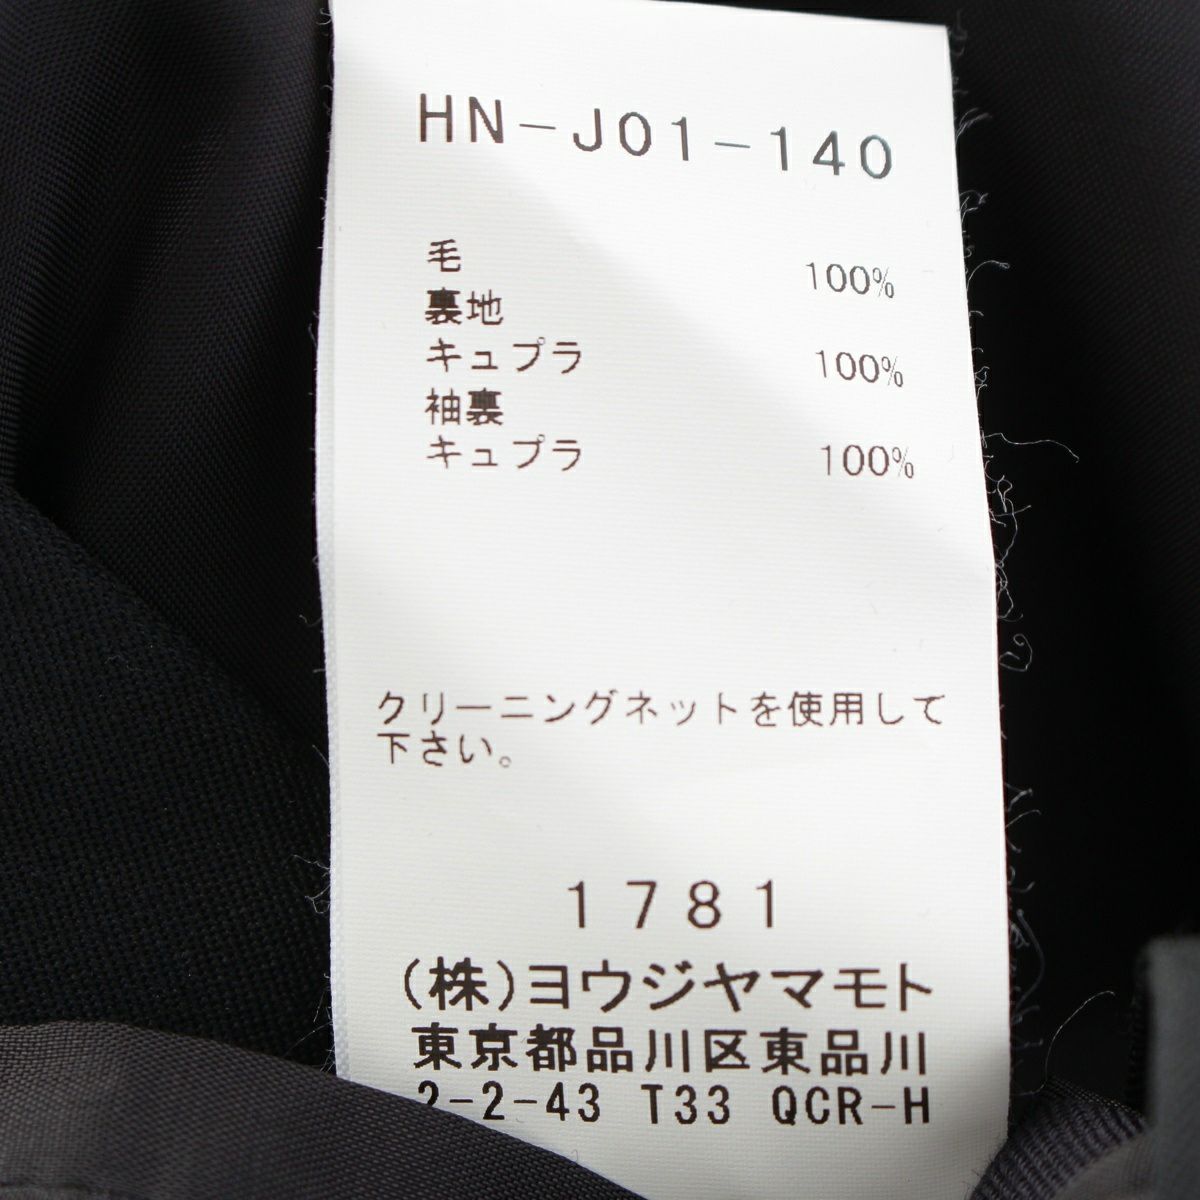 HN-J01-140
毛 100%
裏地
キュプラ 100%
袖裏
キュプラ 100%
クリーニングネットを使用して
下さい。
1781
(株)ヨウジヤマモト
東京都品川区東品川
2-2-43 T33 QCR-H